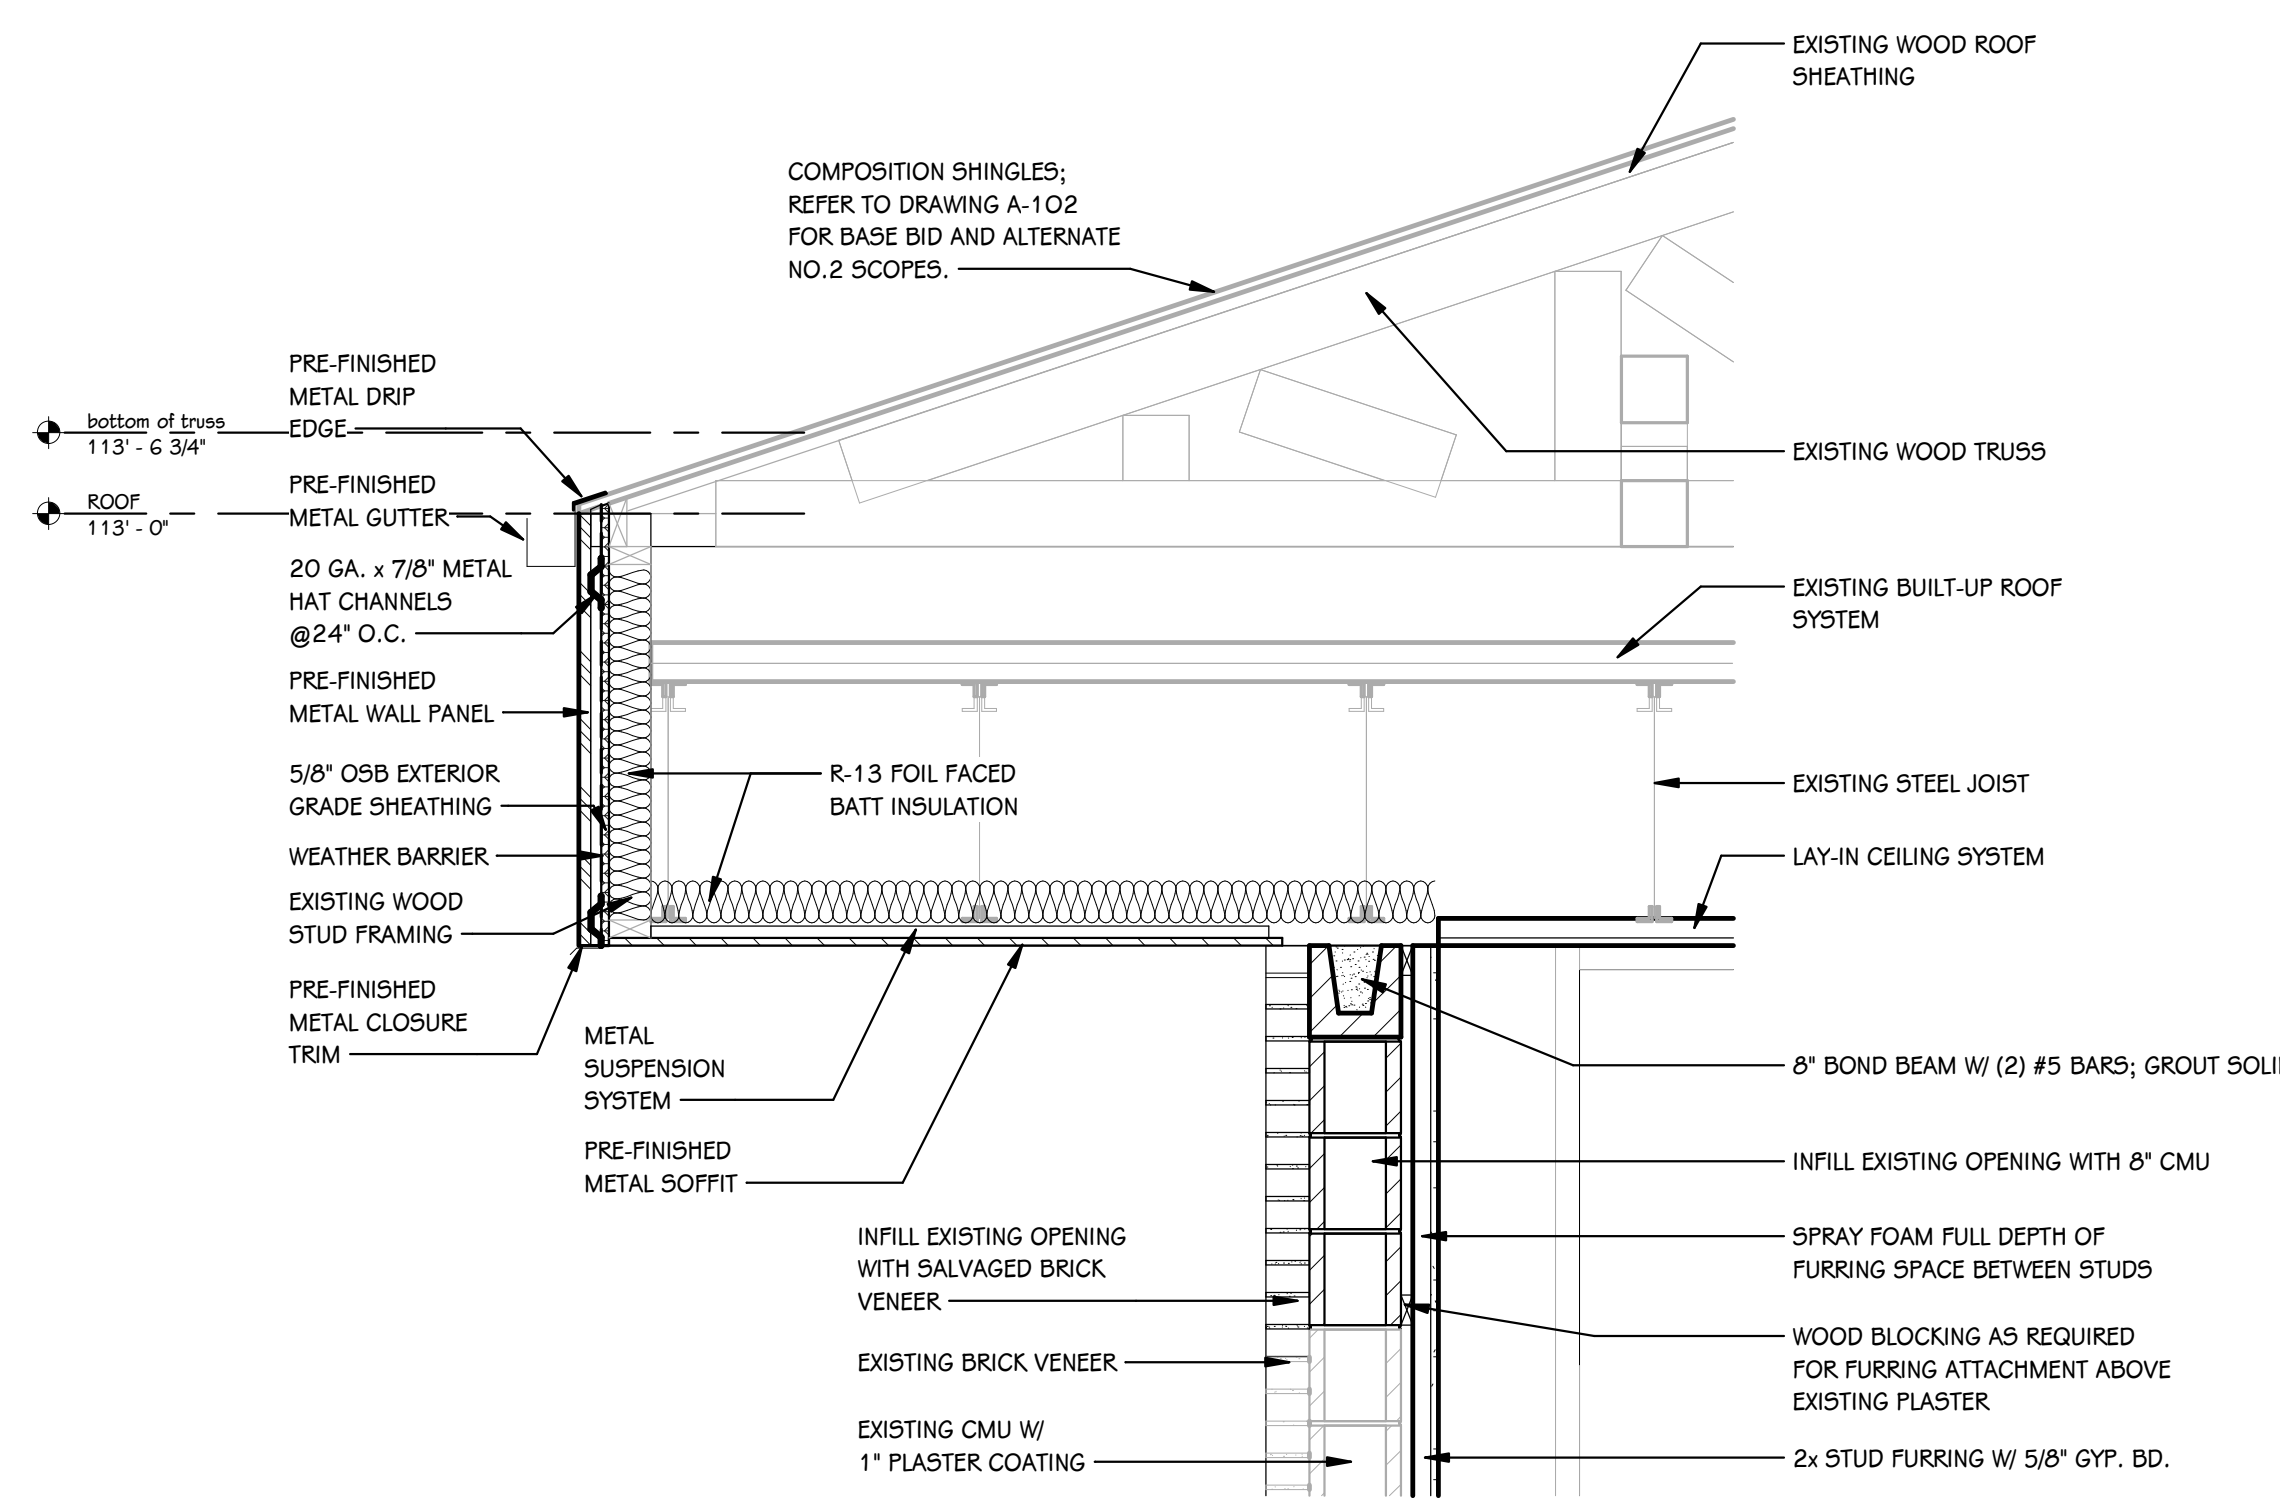 EXISTING WOOD ROOF
SHEATHING
COMPOSITION SHINGLES;
REFER TO DRAWING A-102
FOR BASE BID AND ALTERNATE
NO.2 SCOPES.
PRE-FINISHED
METAL DRIP
EDGE
bottom of truss
113' - 6 3/4"
PRE-FINISHED
METAL GUTTER
ROOF
113' - 0"
20 GA. x 7/8" METAL
HAT CHANNELS
@24" O.C.
PRE-FINISHED
METAL WALL PANEL
5/8" OSB EXTERIOR
GRADE SHEATHING
WEATHER BARRIER
EXISTING WOOD
STUD FRAMING
PRE-FINISHED
METAL CLOSURE
TRIM
R-13 FOIL FACED
BATT INSULATION
METAL
SUSPENSION
SYSTEM
PRE-FINISHED
METAL SOFFIT
INFILL EXISTING OPENING
WITH SALVAGED BRICK
VENEER
EXISTING BRICK VENEER
EXISTING CMU W/
1" PLASTER COATING
EXISTING WOOD TRUSS
EXISTING BUILT-UP ROOF
SYSTEM
EXISTING STEEL JOIST
LAY-IN CEILING SYSTEM
8" BOND BEAM W/ (2) #5 BARS; GROUT
INFILL EXISTING OPENING WITH 8" CMU
SPRAY FOAM FULL DEPTH OF
FURRING SPACE BETWEEN STUDS
WOOD BLOCKING AS REQUIRED
FOR FURRING ATTACHMENT ABOVE
EXISTING PLASTER
2x STUD FURRING W/ 5/8" GYP. BD.